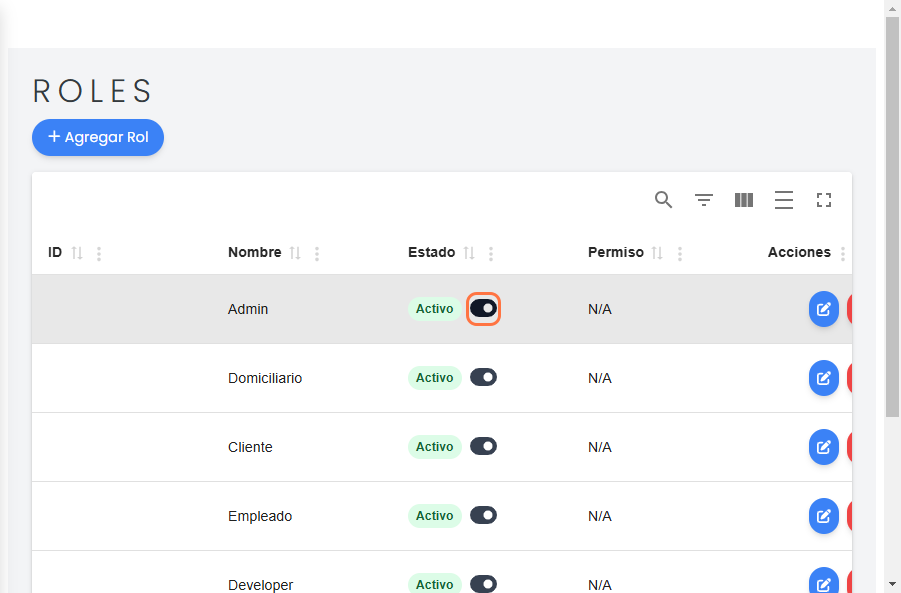 ROLES
+ Agregar Rol
ID Nombre Estado Permiso Acciones
Admin Activo N/A
Domiciliario Activo N/A
Cliente Activo N/A
Empleado Activo N/A
Developer Activo N/A